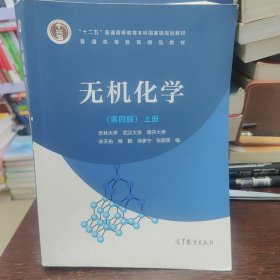 "十二五"普通高等教育本科国家级规划教材
普通高等教育精品教材
无机化学
(第四版) 上册
吉林大学 武汉大学 南开大学
宋天佑 程鹏 徐家宁 张丽荣 编
高等教育出版社